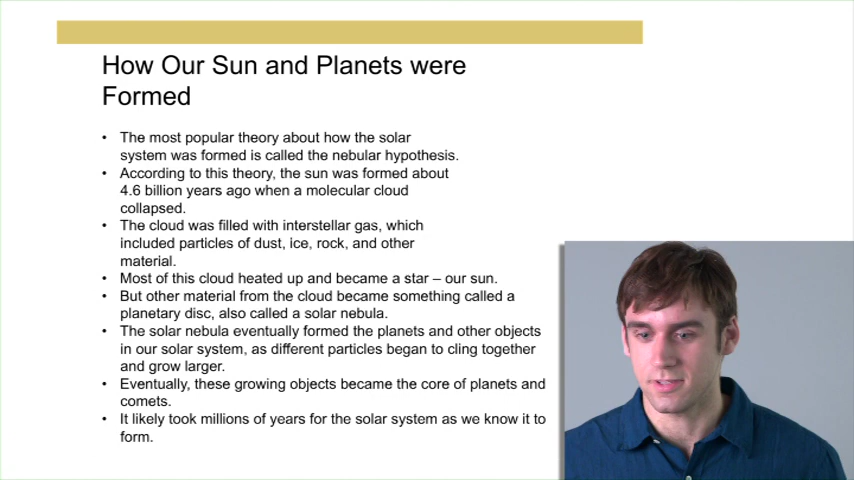 How Our Sun and Planets were
Formed
• The most popular theory about how the solar
system was formed is called the nebular hypothesis.
• According to this theory, the sun was formed about
4.6 billion years ago when a molecular cloud
collapsed.
• The cloud was filled with interstellar gas, which
included particles of dust, ice, rock, and other
material.
• Most of this cloud heated up and became a star – our sun.
• But other material from the cloud became something called a
planetary disc, also called a solar nebula.
• The solar nebula eventually formed the planets and other objects
in our solar system, as different particles began to cling together
and grow larger.
• Eventually, these growing objects became the core of planets and
comets.
• It likely took millions of years for the solar system as we know it to
form.